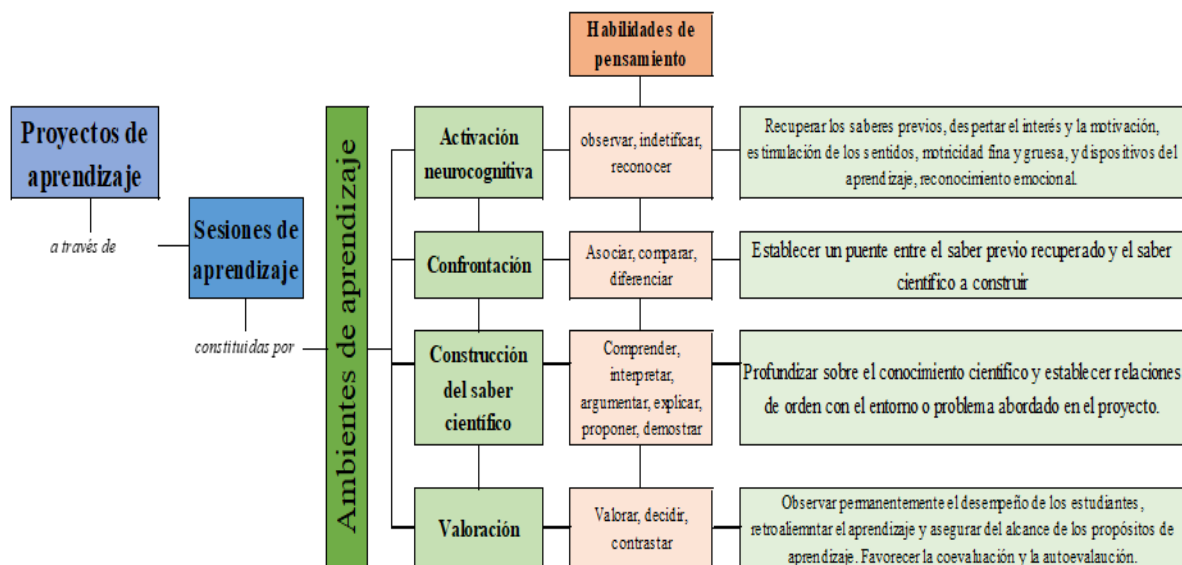 Habilidades de
pensamiento
Proyectos de
aprendizaje
a través de
Sesiones de
aprendizaje
constituidas por
Ambientes de aprendizaje
Activación
neurocognitiva
observar, indetificar,
reconocer
Recuperar los saberes previos, despertar el interés y la motivación,
estimulación de los sentidos, motricidad fina y gruesa, y dispositivos del
aprendizaje, reconocimiento emocional.
Confrontación
Asociar, comparar,
diferenciar
Establecer un puente entre el saber previo recuperado y el saber
científico a construir
Construcción
del saber
científico
Comprender,
interpretar,
argumentar, explicar,
proponer, demostrar
Profundizar sobre el conocimiento científico y establecer relaciones
de orden con el entorno o problema abordado en el proyecto.
Valoración
Valorar, decidir,
contrastar
Observar permanentemente el desempeño de los estudiantes,
retroaliemntar el aprendizaje y asegurar del alcance de los propósitos de
aprendizaje. Favorecer la coevaluación y la autoevalaución.